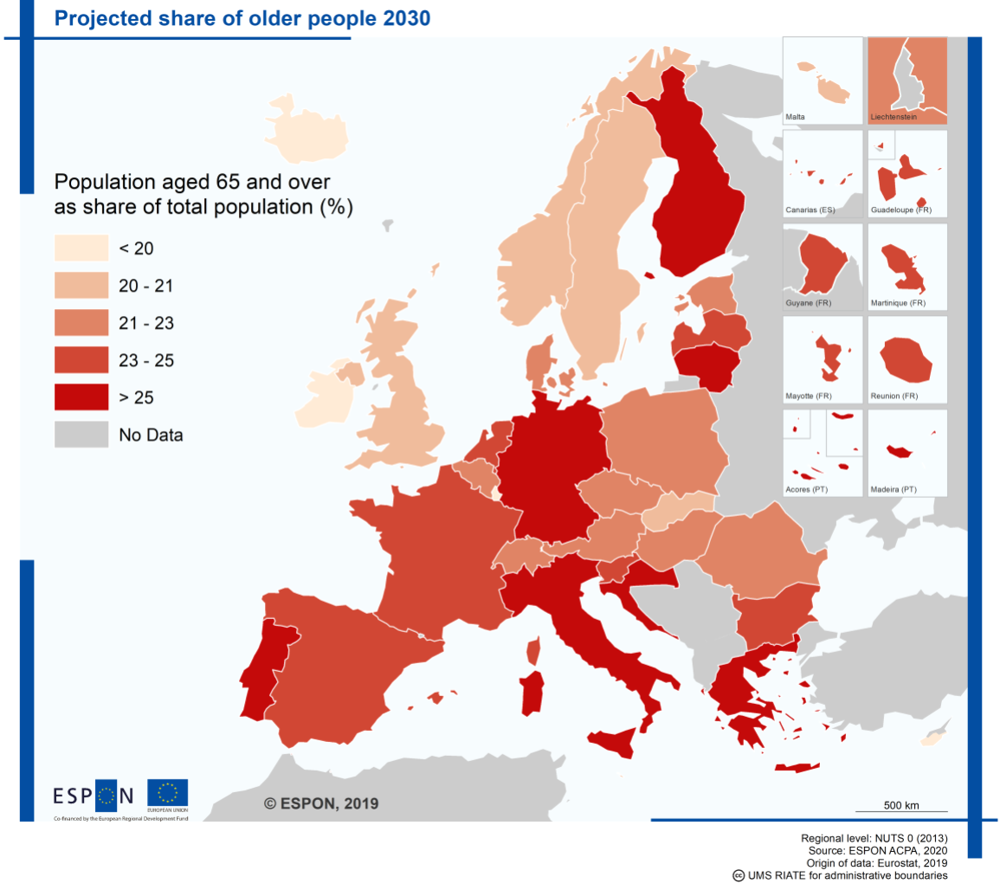 Projected share of older people 2030
Population aged 65 and over
as share of total population (%)
< 20
20 - 21
21 - 23
23 - 25
> 25
No Data
Malta
Liechtenstein
Canarias (ES)
Guadeloupe (FR)
Guyane (FR)
Martinique (FR)
Mayotte (FR)
Reunion (FR)
Acores (PT)
Madeira (PT)
ESPON
EUROPEAN UNION
Co-financed by the European Regional Development Fund
© ESPON, 2019
500 km
Regional level: NUTS 0 (2013)
Source: ESPON ACPA, 2020
Origin of data: Eurostat, 2019
cc UMS RIATE for administrative boundaries